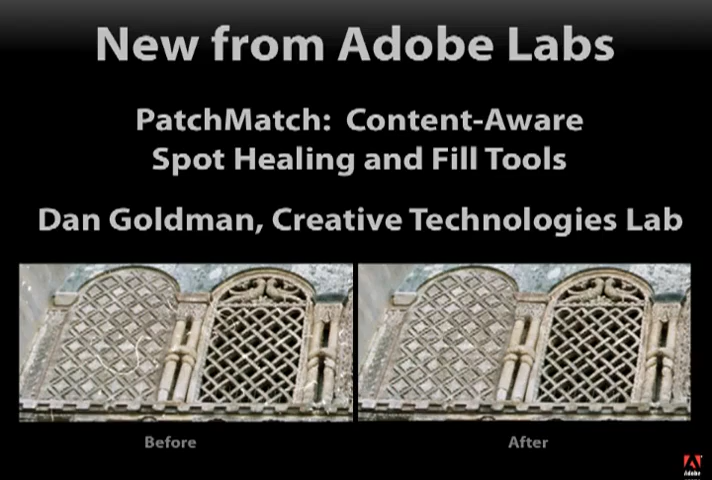 New from Adobe Labs
PatchMatch: Content-Aware
Spot Healing and Fill Tools
Dan Goldman, Creative Technologies Lab
Before
After
Adobe